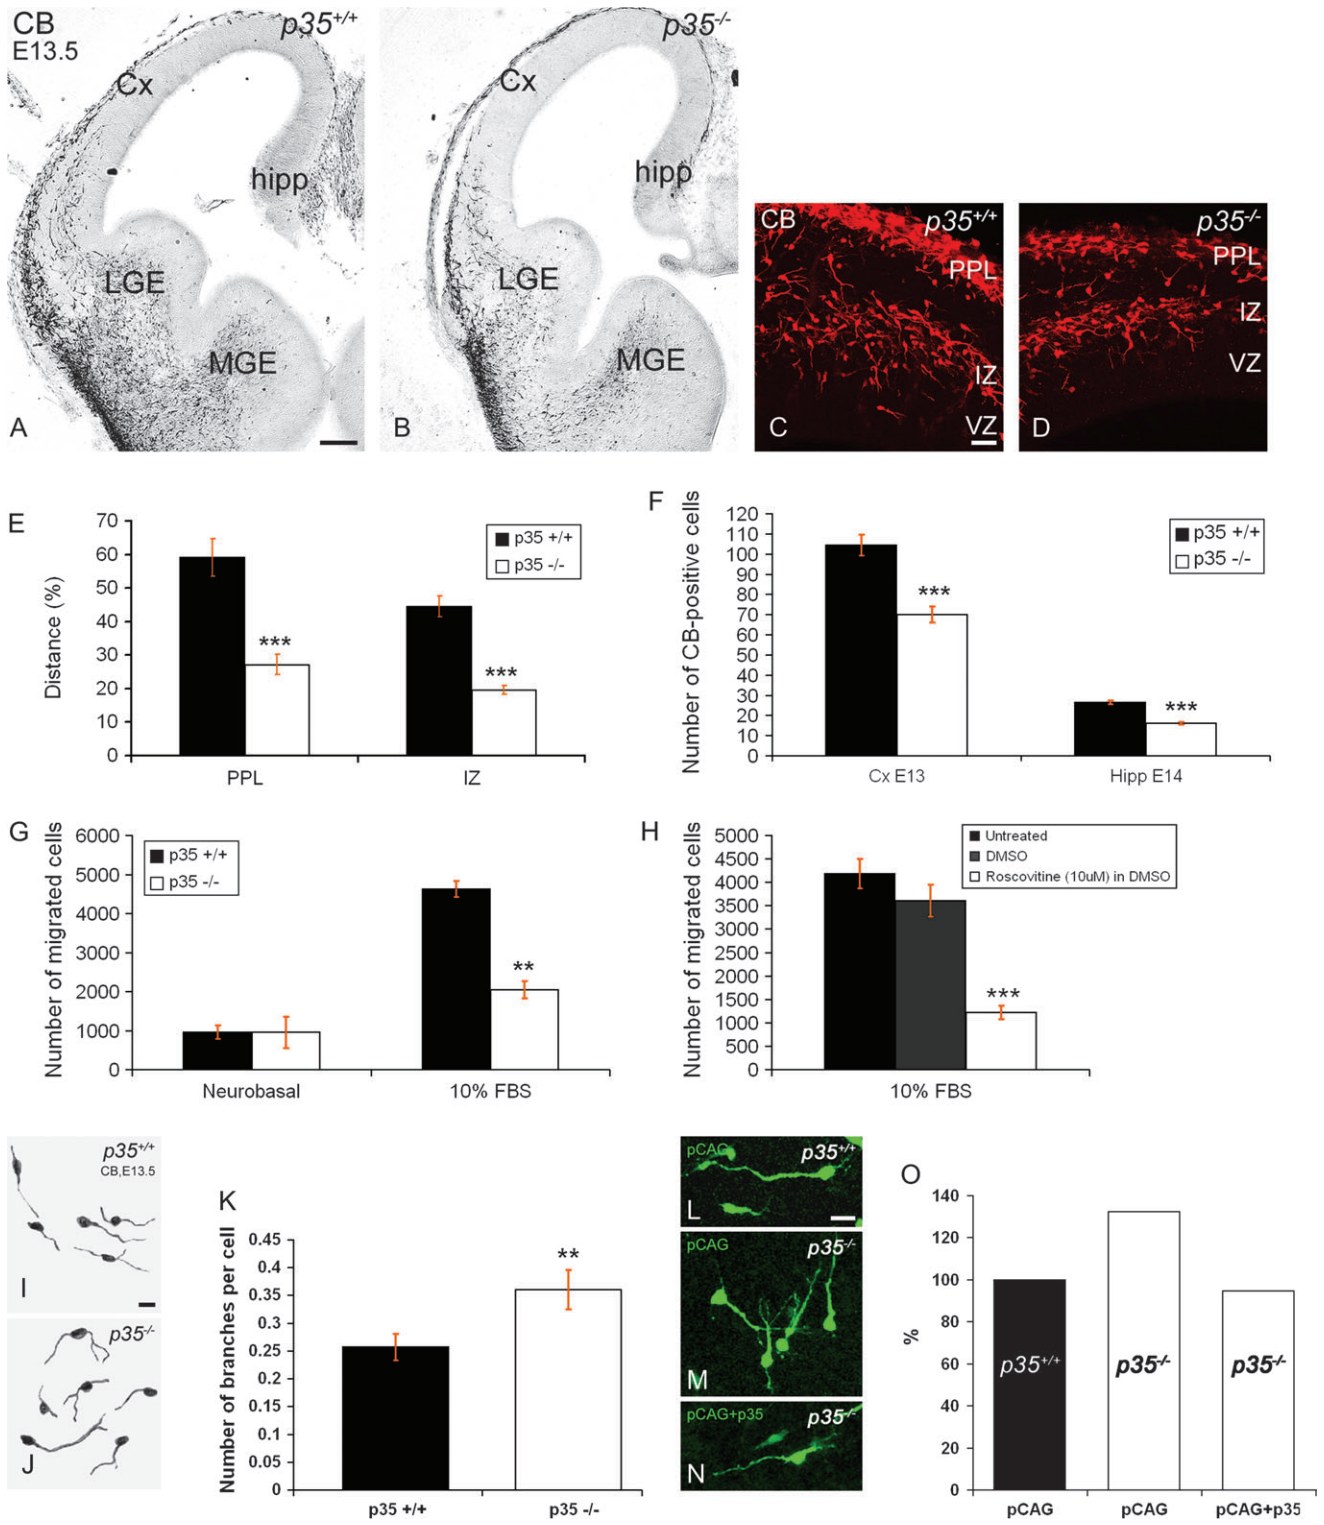 CB
E13.5
p35+/+
Cx
hipp
LGE
MGE
A
p35-/-
Cx
hipp
LGE
MGE
B
CB
p35+/+
PPL
IZ
VZ
C
p35-/-
PPL
IZ
VZ
D
E
Distance (%)
70
60
50
40
30
20
10
0
***
***
p35 +/+
p35 -/-
PPL
IZ
F
Number of CB-positive cells
120
110
100
90
80
70
60
50
40
30
20
10
0
***
***
p35 +/+
p35 -/-
Cx E13
Hipp E14
G
Number of migrated cells
6000
5000
4000
3000
2000
1000
0
p35 +/+
p35 -/-
**
Neurobasal
10% FBS
H
Number of migrated cells
5000
4500
4000
3500
3000
2500
2000
1500
1000
500
0
Untreated
DMSO
Roscovitine (10uM) in DMSO
***
10% FBS
p35+/+
CB,E13.5
I
p35-/-
J
K
Number of branches per cell
0.45
0.4
0.35
0.3
0.25
0.2
0.15
0.1
0.05
0
**
p35 +/+
p35 -/-
pCAG
p35+/+
L
pCAG
p35-/-
M
pCAG+p35
p35-/-
N
O
%
140
120
100
80
60
40
20
0
p35+/+
p35-/-
p35-/-
pCAG
pCAG
pCAG+p35